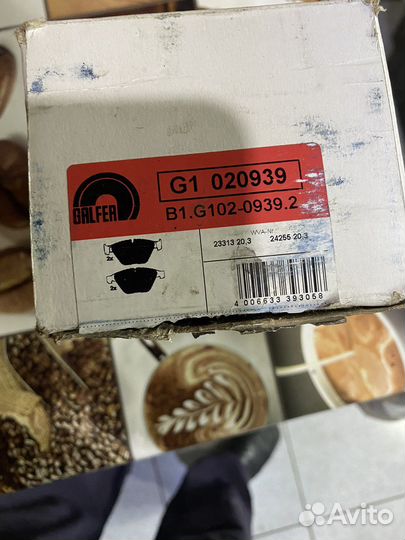 GALFER
G1 020939
B1.G102-0939.2
WVA-Nr.
23313 20,3 24255 20,3
2x
2x
4 006633 393058
Avito